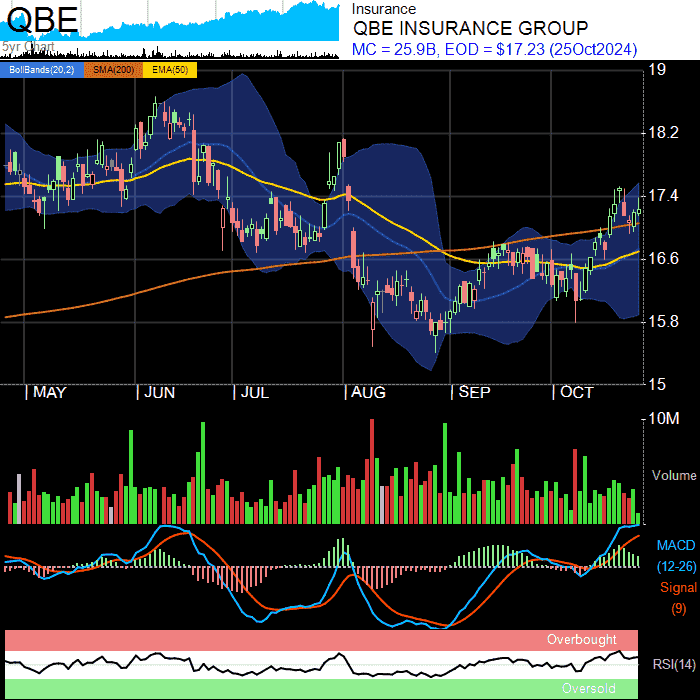 QBE
5yr Chart
Insurance
QBE INSURANCE GROUP
MC = 25.9B, EOD = $17.23 (25Oct2024)
BollBands(20,2) SMA(200) EMA(50)
19
18.2
17.4
16.6
15.8
15
MAY JUN JUL AUG SEP OCT
10M
Volume
MACD
(12-26)
Signal
(9)
Overbought
RSI(14)
Oversold